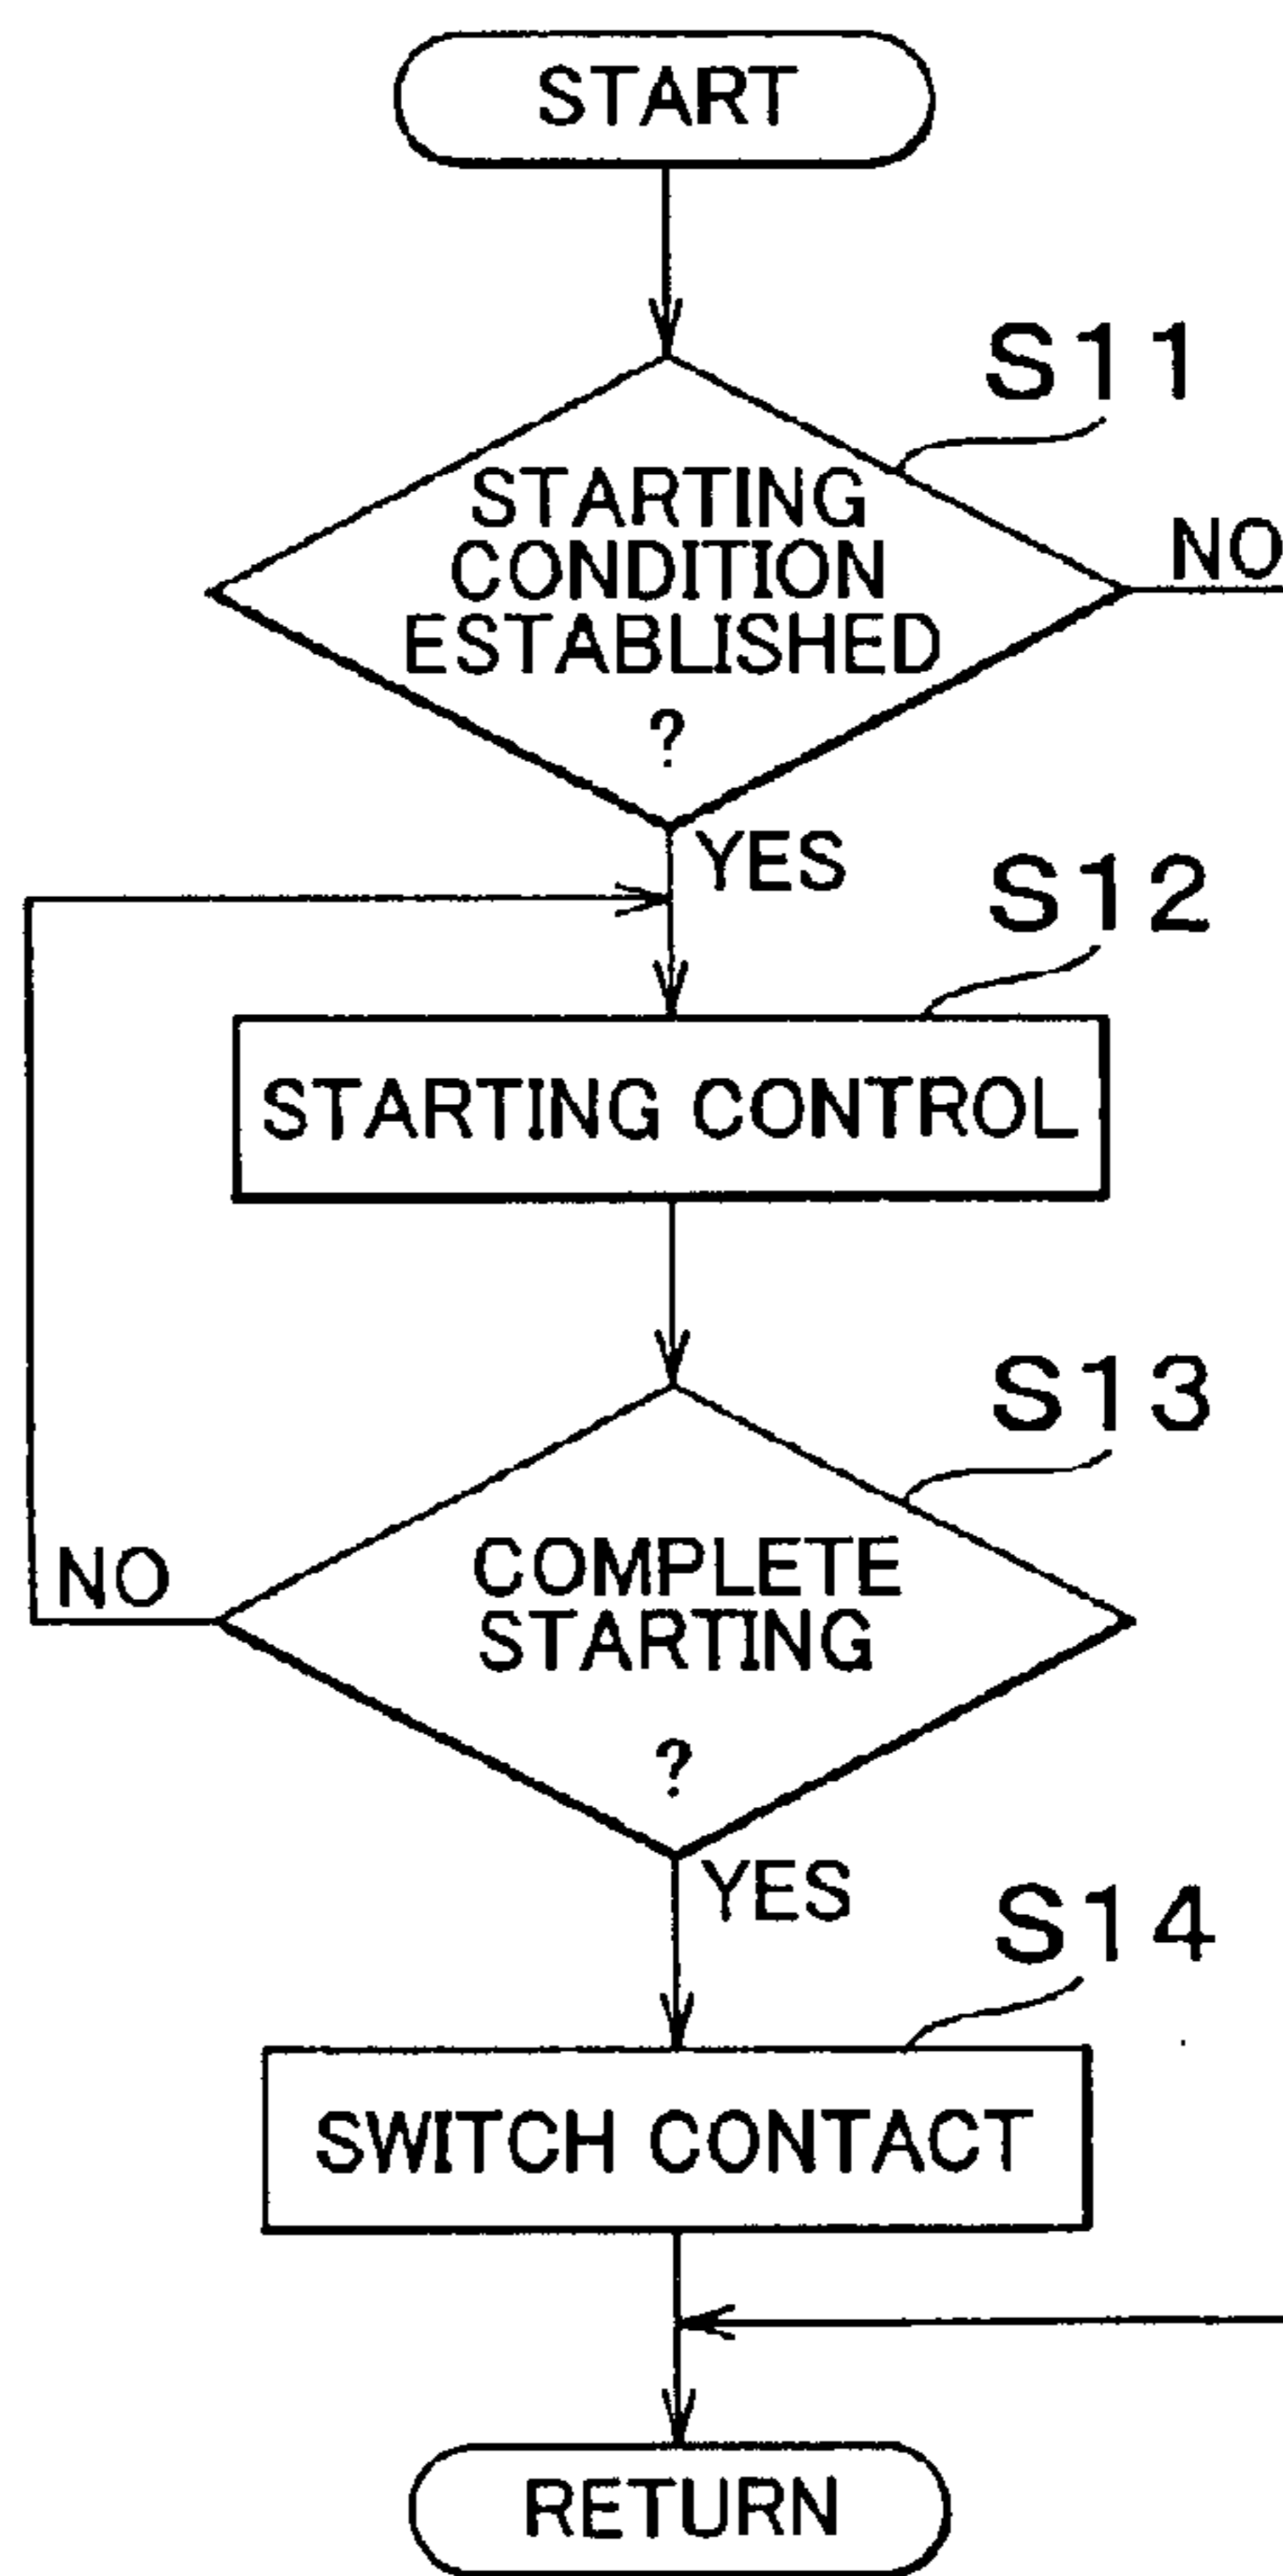 START
S11
STARTING
CONDITION
ESTABLISHED
?
NO
YES
S12
STARTING CONTROL
S13
COMPLETE
STARTING
?
NO
YES
S14
SWITCH CONTACT
RETURN